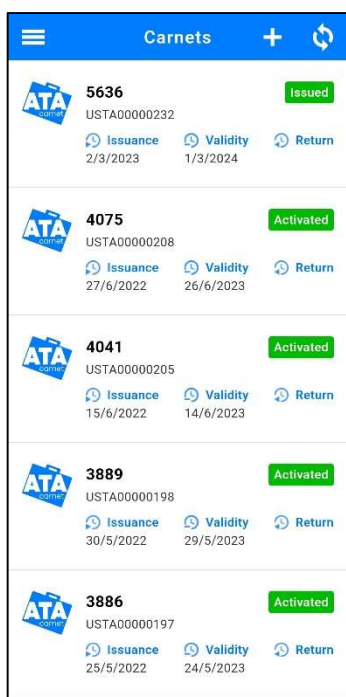 Carnets
ATA
carnet
5636
Issued
USTA00000232
Issuance Validity Return
2/3/2023 1/3/2024
ATA
carnet
4075
Activated
USTA00000208
Issuance Validity Return
27/6/2022 26/6/2023
ATA
carnet
4041
Activated
USTA00000205
Issuance Validity Return
15/6/2022 14/6/2023
ATA
carnet
3889
Activated
USTA00000198
Issuance Validity Return
30/5/2022 29/5/2023
ATA
carnet
3886
Activated
USTA00000197
Issuance Validity Return
25/5/2022 24/5/2023